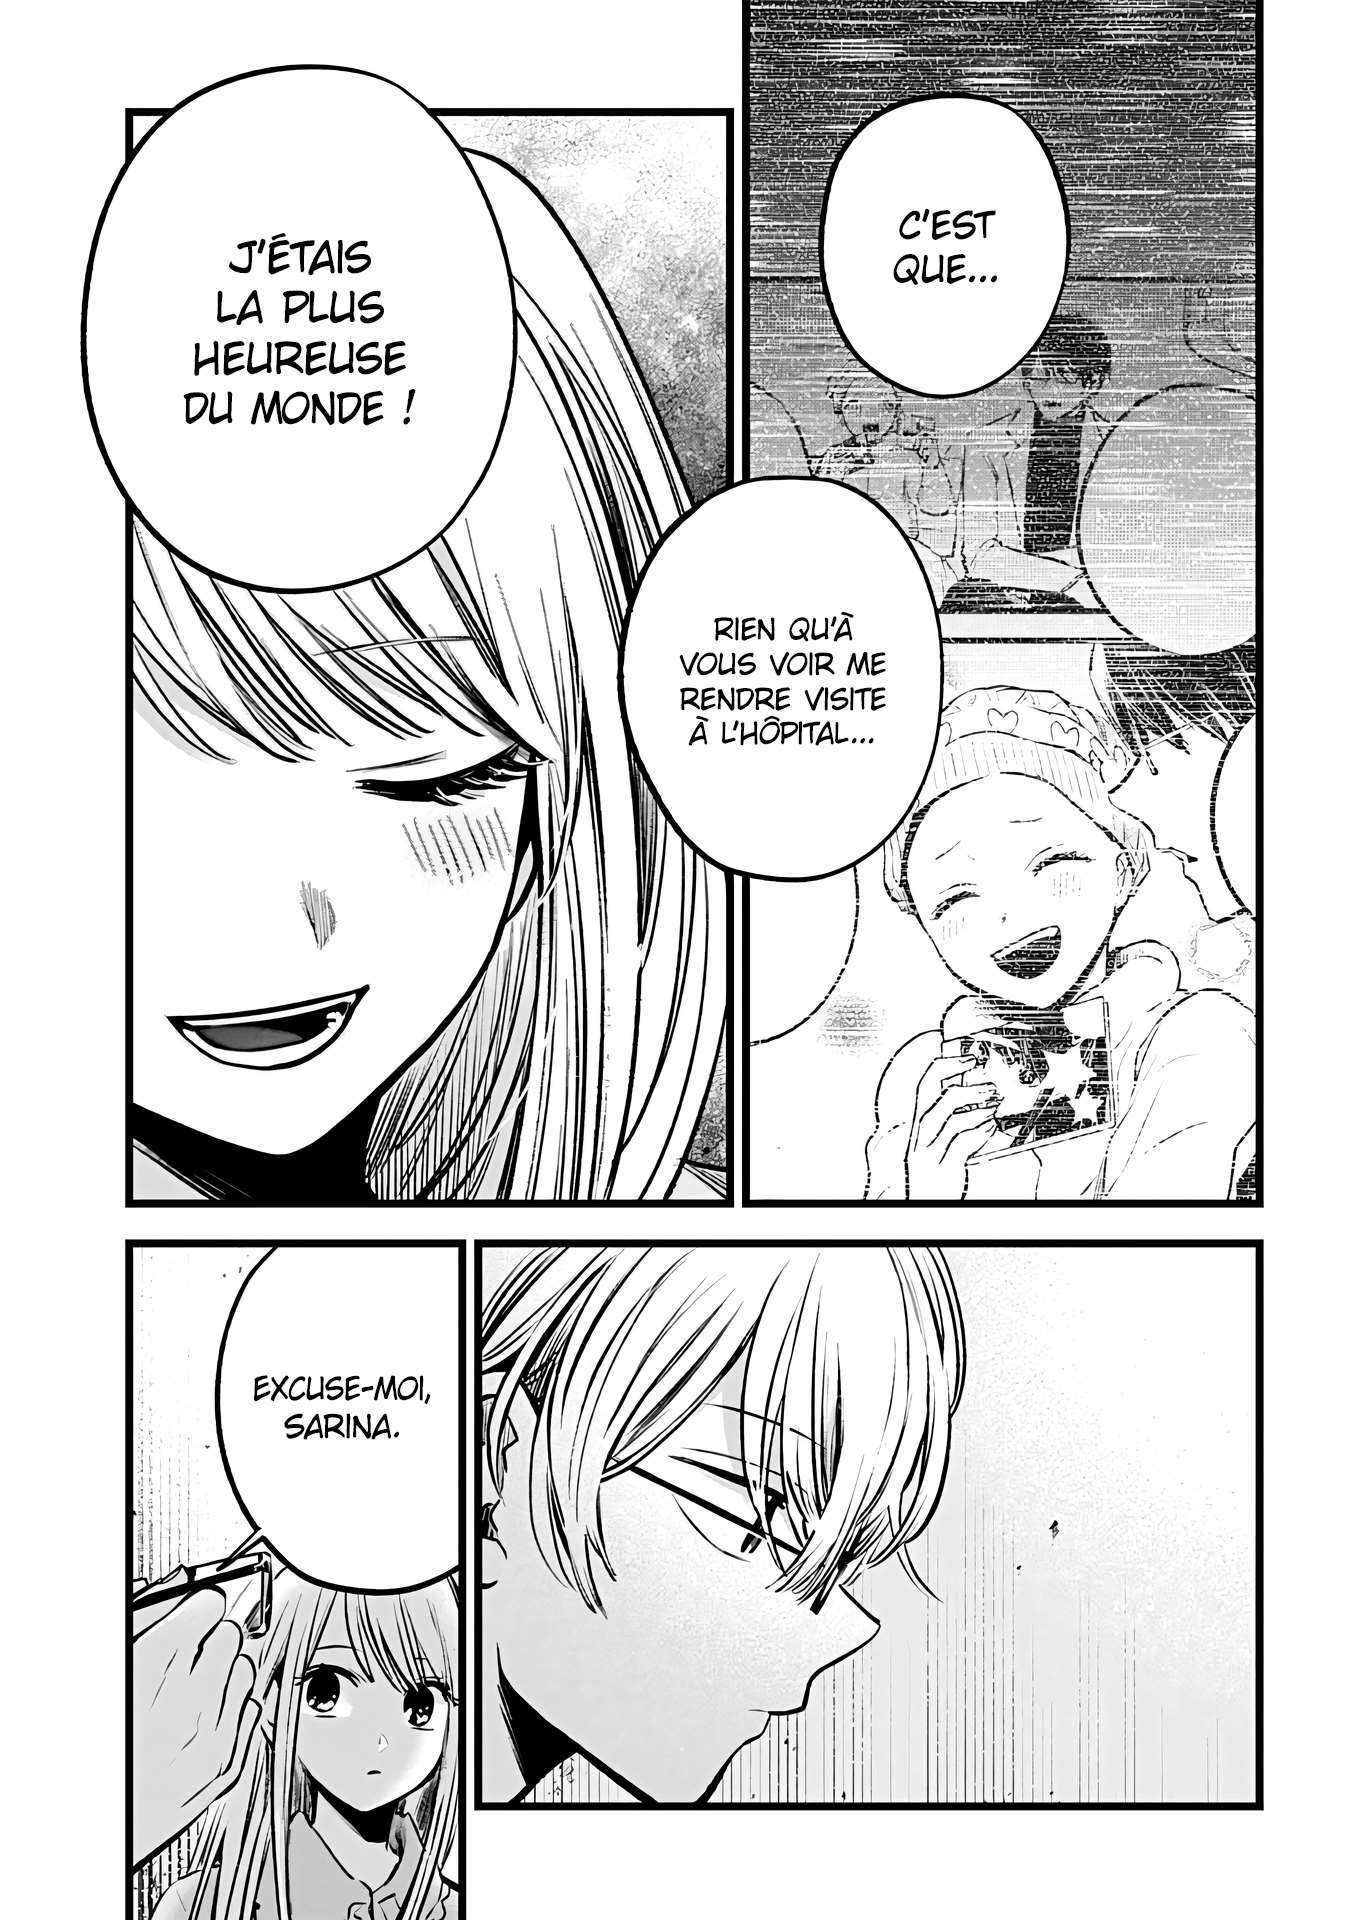 C'EST
QUE...
RIEN QU'À
VOUS VOIR ME
RENDRE VISITE
À L'HÔPITAL...
J'ÉTAIS
LA PLUS
HEUREUSE
DU MONDE !
EXCUSE-MOI,
SARINA.